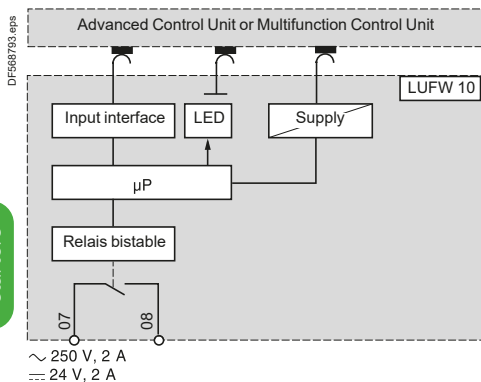 Advanced Control Unit or Multifunction Control Unit
DF568793.eps
LUFW 10
Input interface
LED
Supply
µP
Relais bistable
07
08
250 V, 2 A
24 V, 2 A